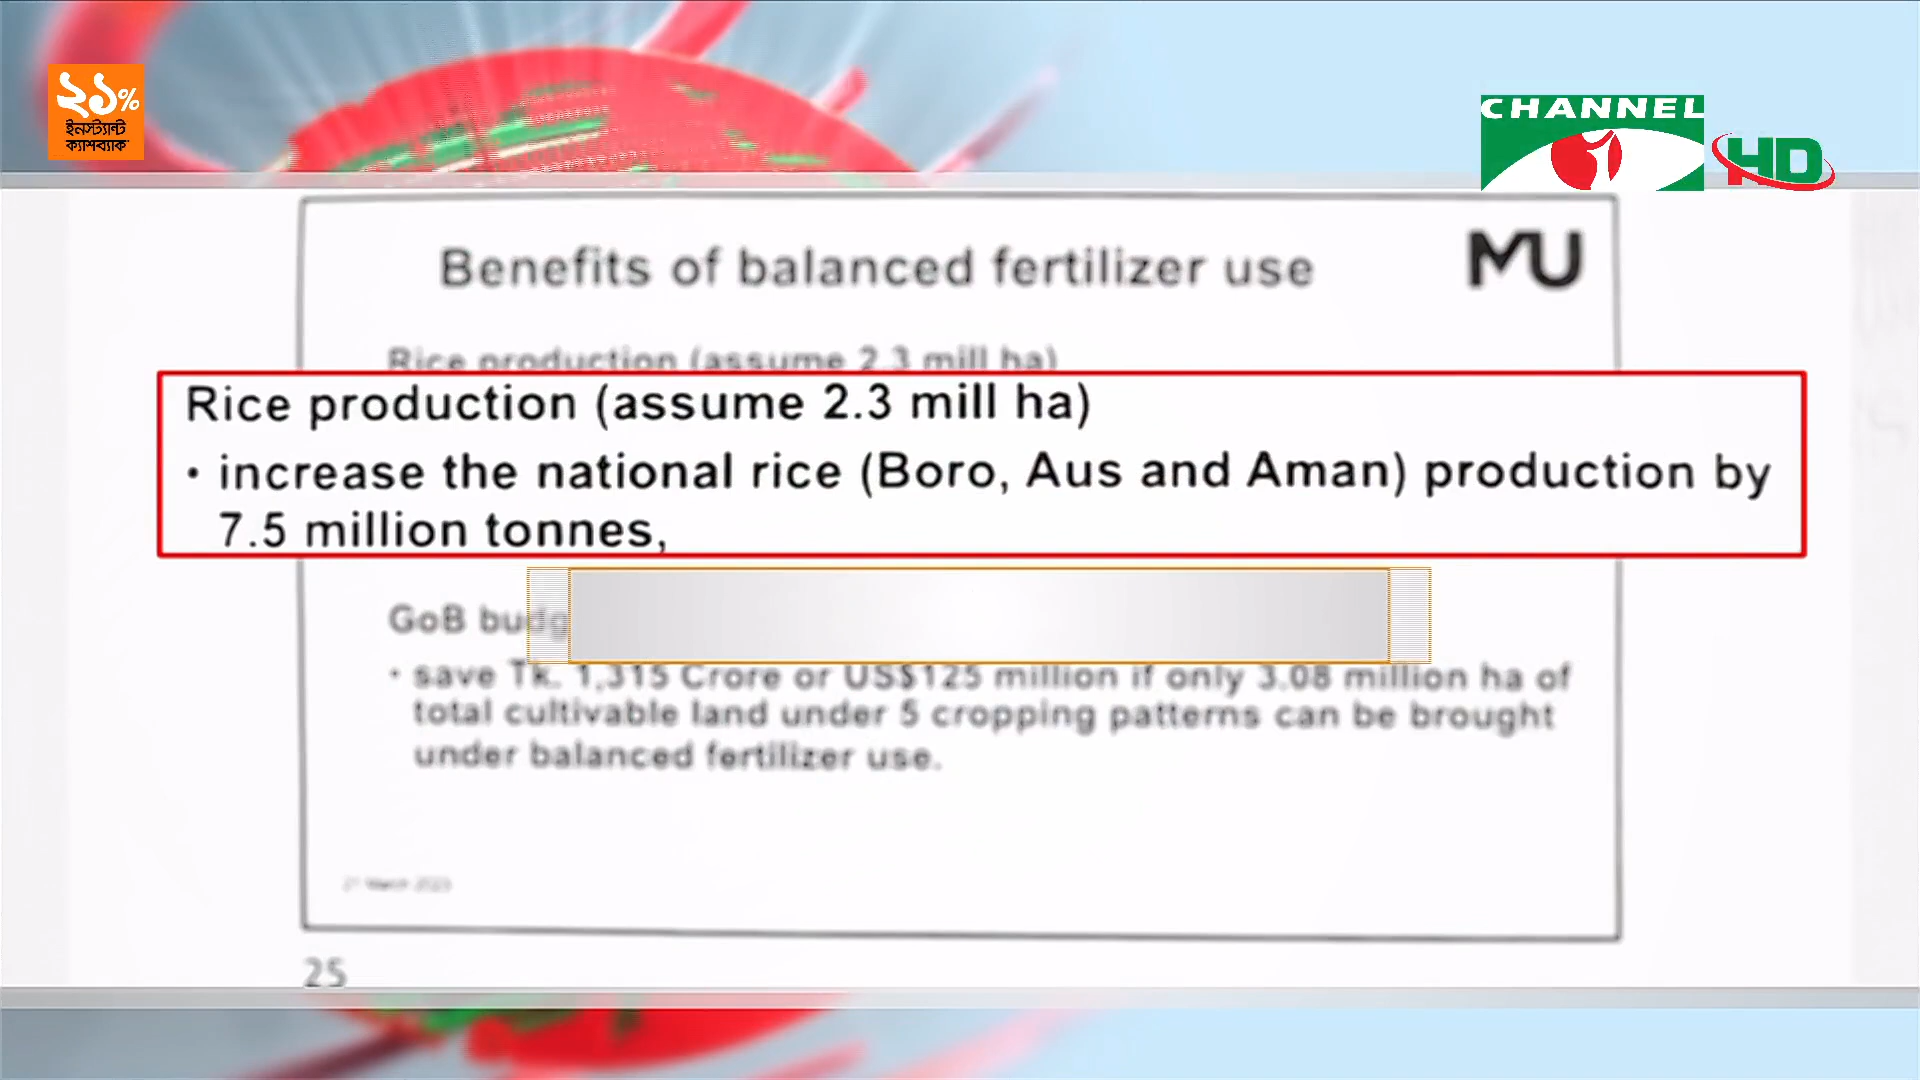 ২১%
ইনস্ট্যান্ট
ক্যাশব্যাক
CHANNEL
i
HD
Benefits of balanced fertilizer use
MU
Rice production (assume 2.3 mill ha)
Rice production (assume 2.3 mill ha)
• increase the national rice (Boro, Aus and Aman) production by
7.5 million tonnes,
GoB budg
• save Tk. 1,315 Crore or US$125 million if only 3.08 million ha of
total cultivable land under 5 cropping patterns can be brought
under balanced fertilizer use.
25